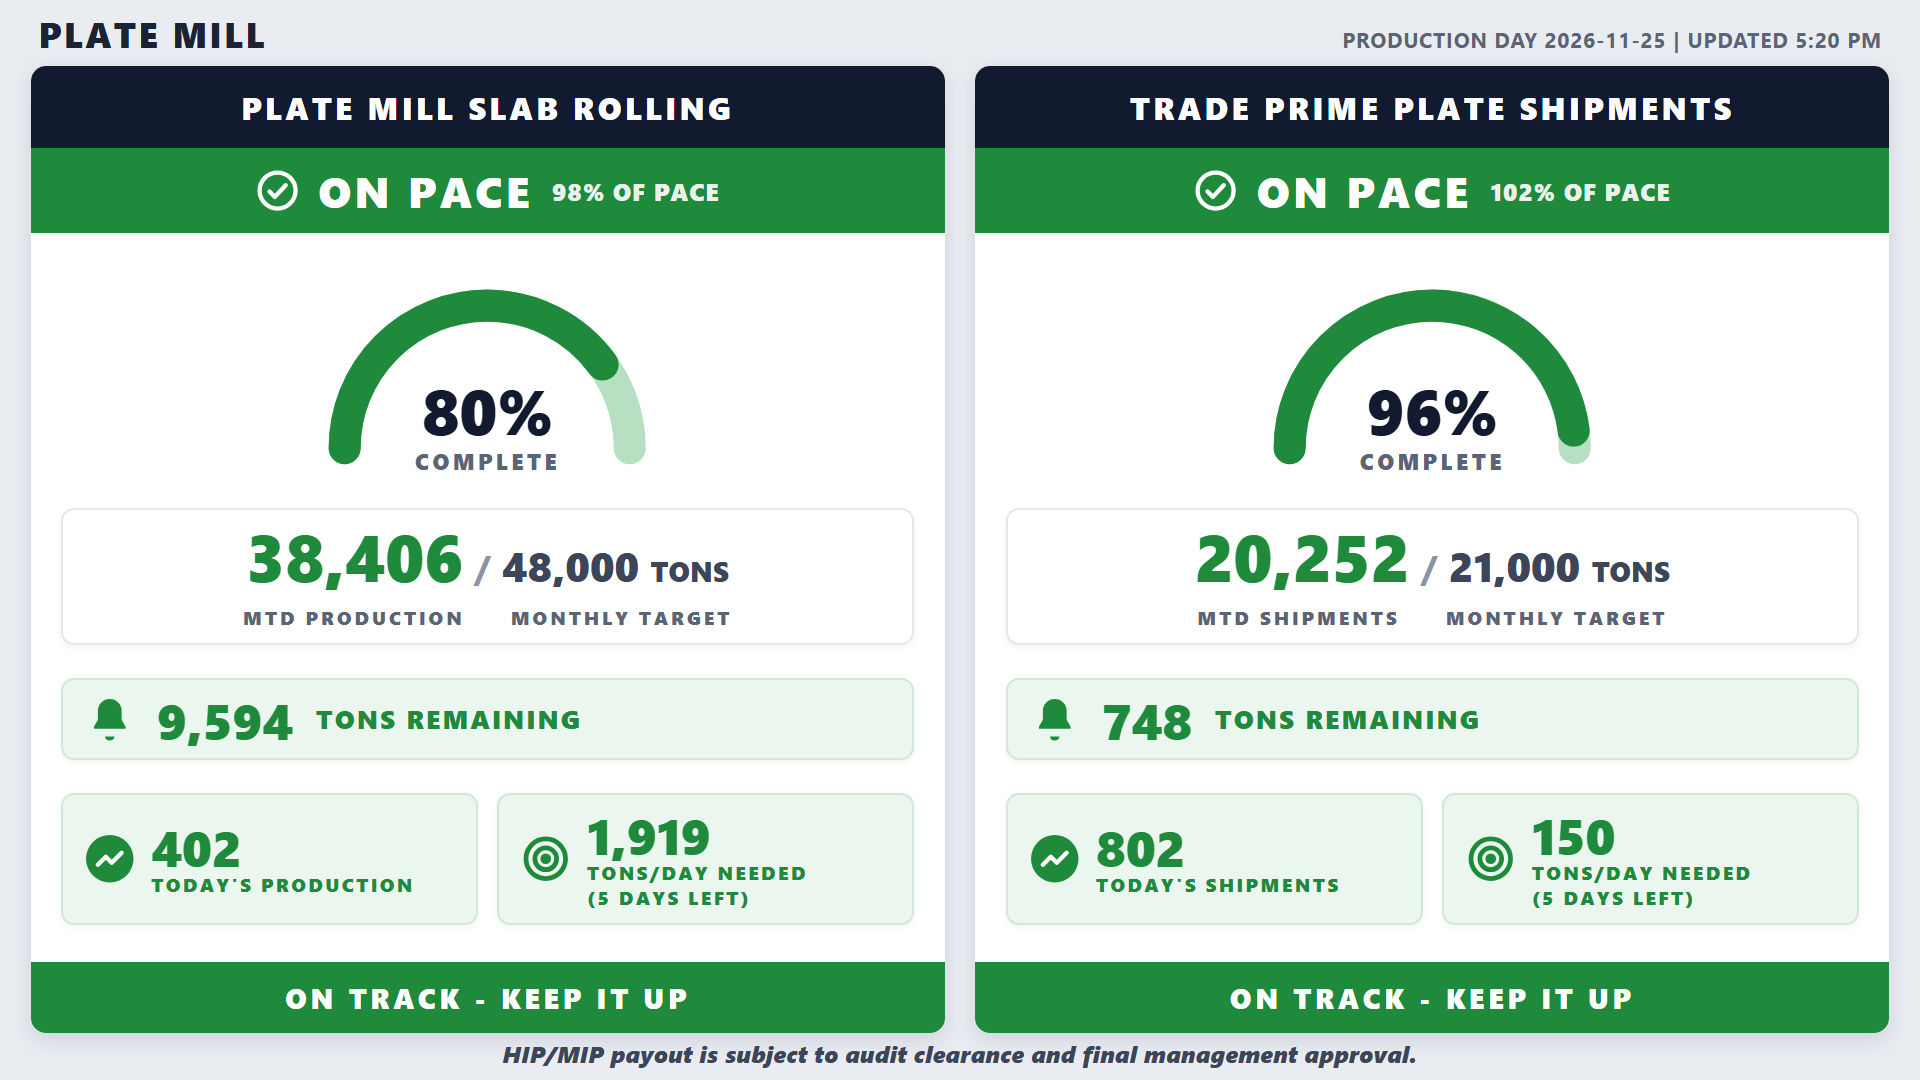 PLATE MILL
PRODUCTION DAY 2026-11-25 | UPDATED 5:20 PM
PLATE MILL SLAB ROLLING
ON PACE 98% OF PACE
80%
COMPLETE
38,406 / 48,000 TONS
MTD PRODUCTION MONTHLY TARGET
9,594 TONS REMAINING
402
TODAY'S PRODUCTION
1,919
TONS/DAY NEEDED
(5 DAYS LEFT)
ON TRACK - KEEP IT UP
TRADE PRIME PLATE SHIPMENTS
ON PACE 102% OF PACE
96%
COMPLETE
20,252 / 21,000 TONS
MTD SHIPMENTS MONTHLY TARGET
748 TONS REMAINING
802
TODAY'S SHIPMENTS
150
TONS/DAY NEEDED
(5 DAYS LEFT)
ON TRACK - KEEP IT UP
HIP/MIP payout is subject to audit clearance and final management approval.